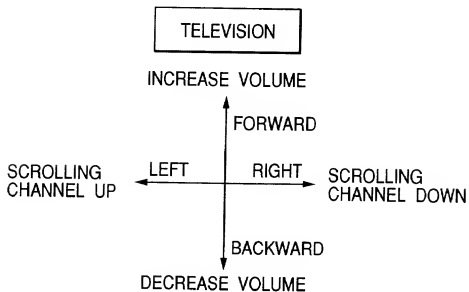 TELEVISION
INCREASE VOLUME
FORWARD
LEFT
RIGHT
SCROLLING
CHANNEL UP
SCROLLING
CHANNEL DOWN
BACKWARD
DECREASE VOLUME